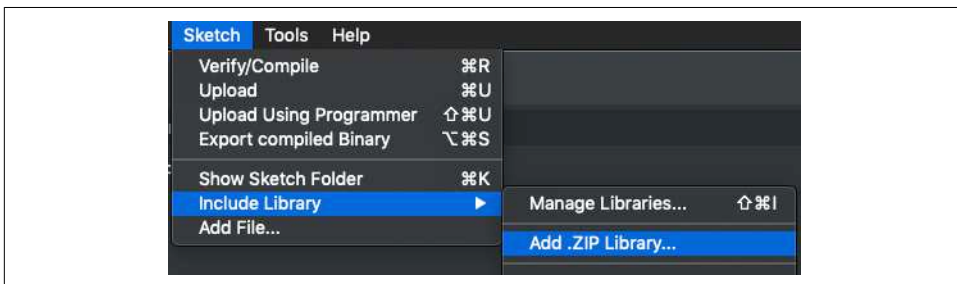 Sketch Tools Help
Verify/Compile ⌘R
Upload ⌘U
Upload Using Programmer ⇧⌘U
Export compiled Binary ⌥⌘S
Show Sketch Folder ⌘K
Include Library ▶ Manage Libraries... ⇧⌘I
Add File...
Add .ZIP Library...